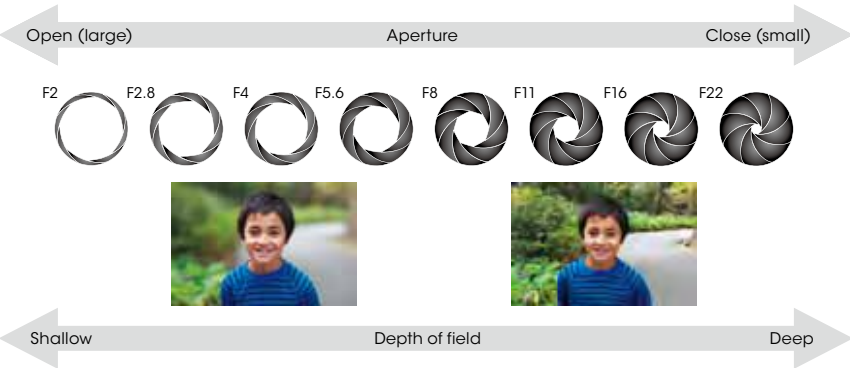 Open (large) Aperture Close (small)
F2 F2.8 F4 F5.6 F8 F11 F16 F22
Shallow Depth of field Deep